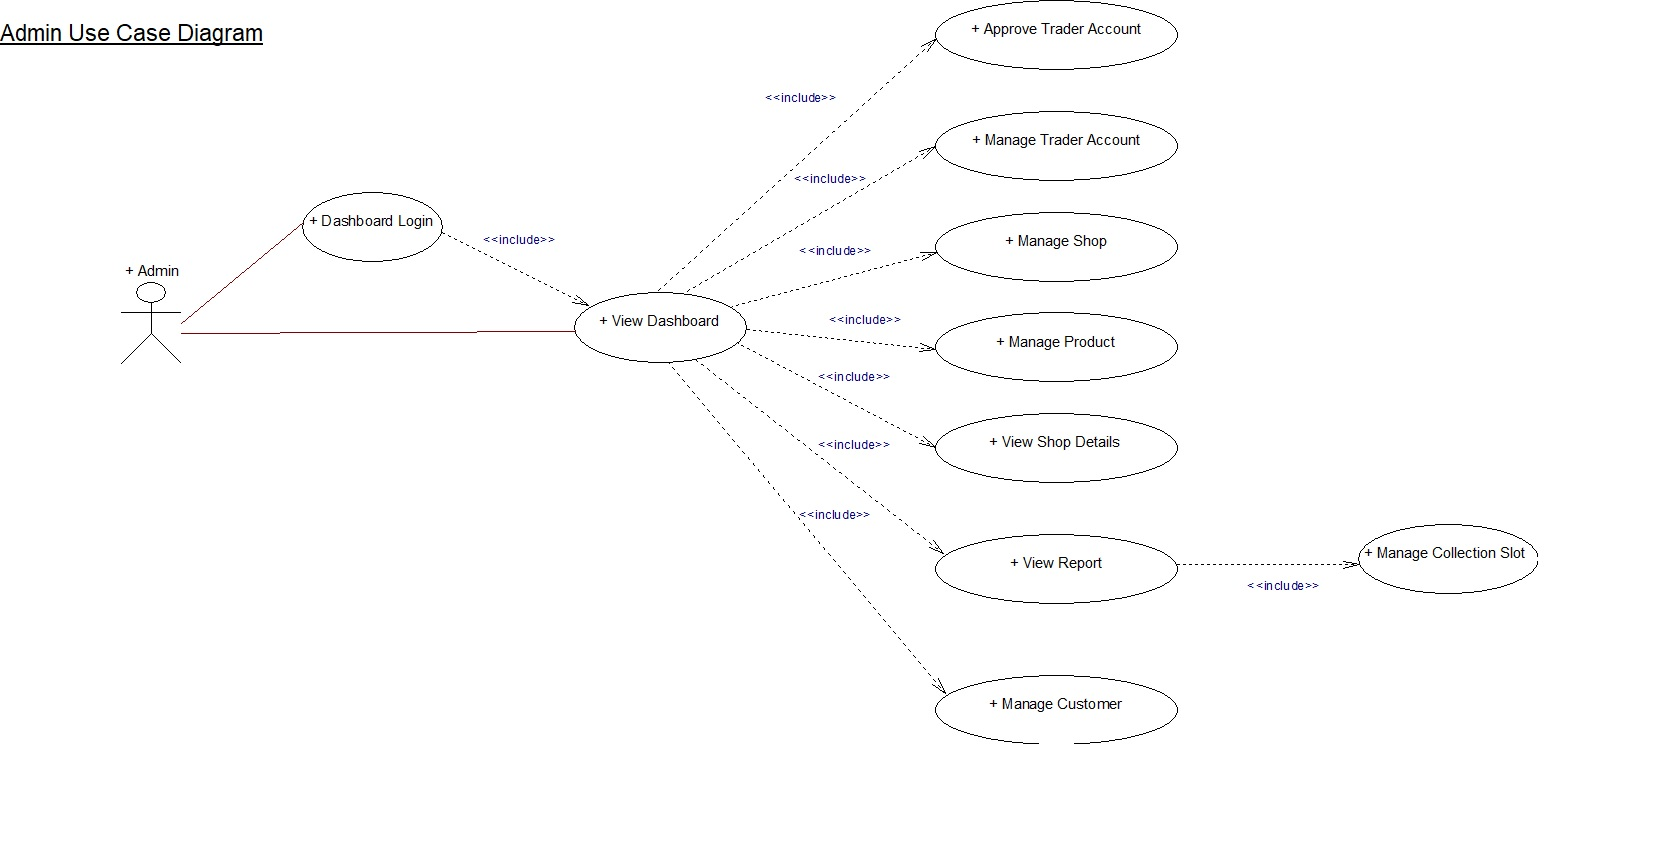 Admin Use Case Diagram
+ Approve Trader Account
<<include>>
+ Manage Trader Account
<<include>>
+ Dashboard Login
<<include>>
+ Manage Shop
<<include>>
+ Admin
+ View Dashboard
<<include>>
+ Manage Product
<<include>>
+ View Shop Details
<<include>>
<<include>>
+ View Report
+ Manage Collection Slot
<<include>>
+ Manage Customer